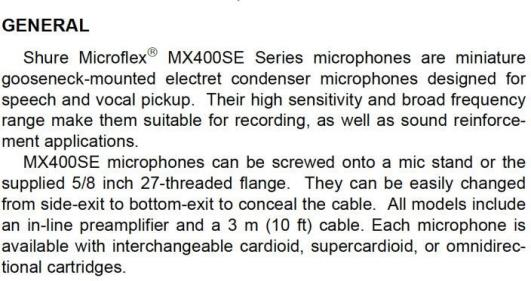 GENERAL
Shure Microflex® MX400SE Series microphones are miniature
gooseneck-mounted electret condenser microphones designed for
speech and vocal pickup. Their high sensitivity and broad frequency
range make them suitable for recording, as well as sound reinforce-
ment applications.
MX400SE microphones can be screwed onto a mic stand or the
supplied 5/8 inch 27-threaded flange. They can be easily changed
from side-exit to bottom-exit to conceal the cable. All models include
an in-line preamplifier and a 3 m (10 ft) cable. Each microphone is
available with interchangeable cardioid, supercardioid, or omnidirec-
tional cartridges.